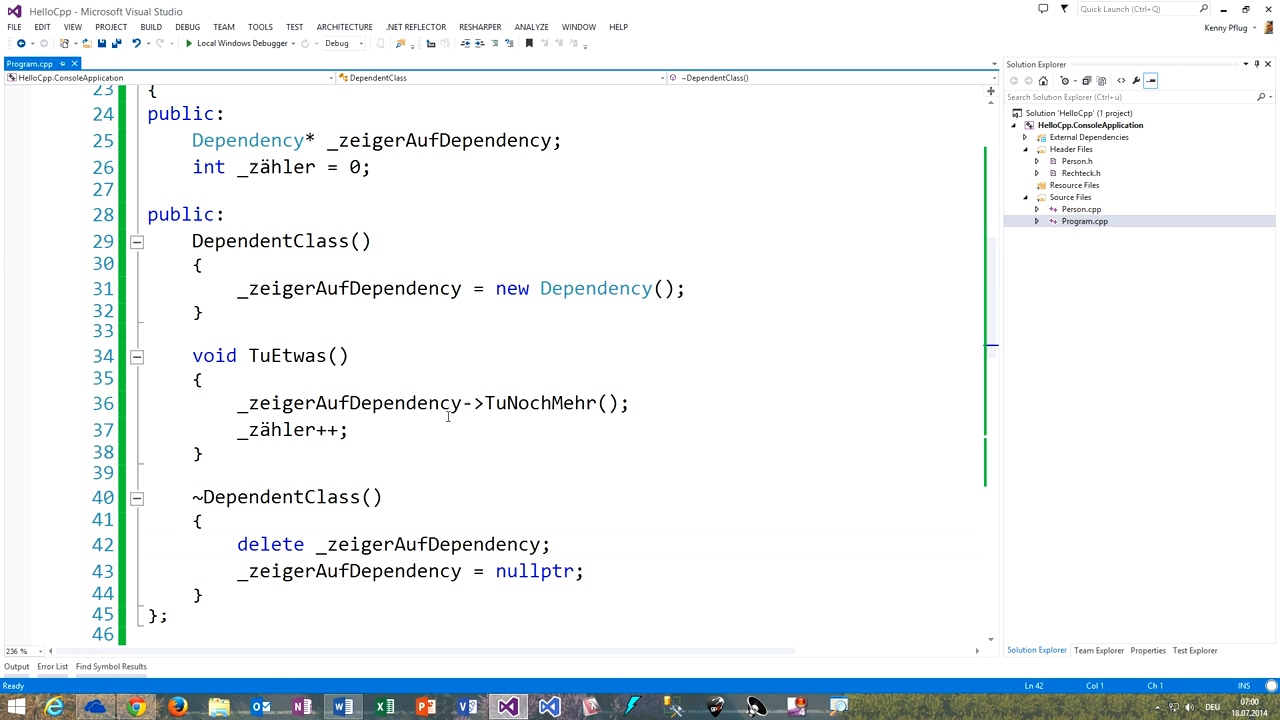 HelloCpp - Microsoft Visual Studio
Quick Launch (Ctrl+Q)
FILE EDIT VIEW PROJECT BUILD DEBUG TEAM TOOLS TEST ARCHITECTURE .NET REFLECTOR RESHARPER ANALYZE WINDOW HELP
Kenny Pflug
Local Windows Debugger Debug
Program.cpp
HelloCpp.ConsoleApplication DependentClass ~DependentClass()
23 {
24 public:
25 Dependency* _zeigerAufDependency;
26 int _zähler = 0;
27
28 public:
29 DependentClass()
30 {
31 _zeigerAufDependency = new Dependency();
32 }
33
34 void TuEtwas()
35 {
36 _zeigerAufDependency->TuNochMehr();
37 _zähler++;
38 }
39
40 ~DependentClass()
41 {
42 delete _zeigerAufDependency;
43 _zeigerAufDependency = nullptr;
44 }
45 };
46
236 %
Solution Explorer
Search Solution Explorer (Ctrl+ü)
Solution 'HelloCpp' (1 project)
HelloCpp.ConsoleApplication
External Dependencies
Header Files
Person.h
Rechteck.h
Resource Files
Source Files
Person.cpp
Program.cpp
Solution Explorer Team Explorer Properties Test Explorer
Output Error List Find Symbol Results
Ready Ln 42 Col 1 Ch 1 INS
DEU
07:00
18.07.2014